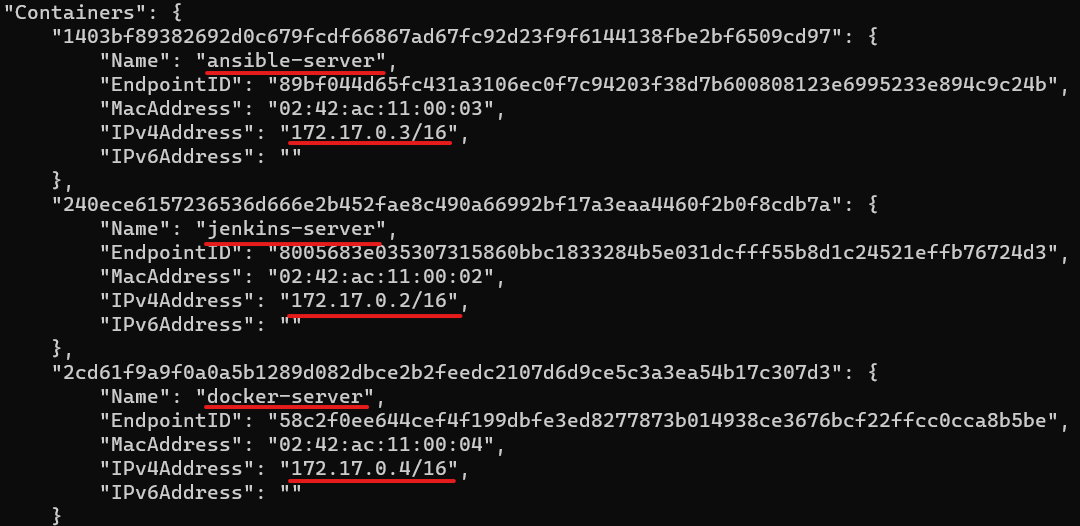 "Containers": {
    "1403bf89382692d0c679fcdf66867ad67fc92d23f9f6144138fbe2bf6509cd97": {
        "Name": "ansible-server",
        "EndpointID": "89bf044d65fc431a3106ec0f7c94203f38d7b600808123e6995233e894c9c24b",
        "MacAddress": "02:42:ac:11:00:03",
        "IPv4Address": "172.17.0.3/16",
        "IPv6Address": ""
    },
    "240ece6157236536d666e2b452fae8c490a66992bf17a3eaa4460f2b0f8cdb7a": {
        "Name": "jenkins-server",
        "EndpointID": "8005683e035307315860bbc1833284b5e031dcfff55b8d1c24521effb76724d3",
        "MacAddress": "02:42:ac:11:00:02",
        "IPv4Address": "172.17.0.2/16",
        "IPv6Address": ""
    },
    "2cd61f9a9f0a0a5b1289d082dbce2b2feedc2107d6d9ce5c3a3ea54b17c307d3": {
        "Name": "docker-server",
        "EndpointID": "58c2f0ee644cef4f199dbfe3ed8277873b014938ce3676bcf22ffcc0cca8b5be",
        "MacAddress": "02:42:ac:11:00:04",
        "IPv4Address": "172.17.0.4/16",
        "IPv6Address": ""
    }